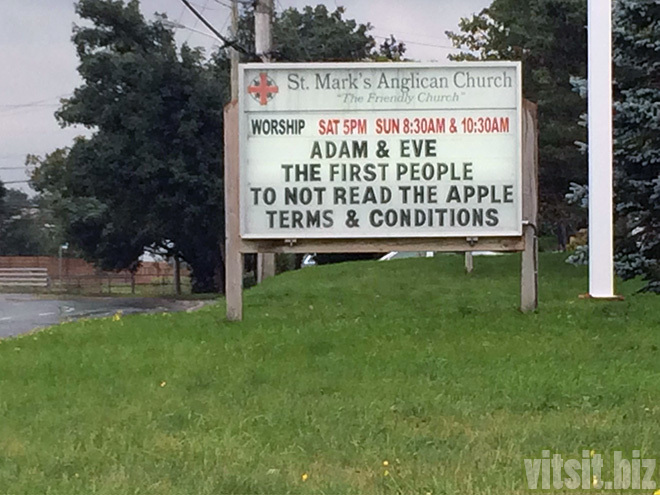 St. Mark's Anglican Church
"The Friendly Church"
WORSHIP SAT 5PM SUN 8:30AM & 10:30AM
ADAM & EVE
THE FIRST PEOPLE
TO NOT READ THE APPLE
TERMS & CONDITIONS
vitsit.biz